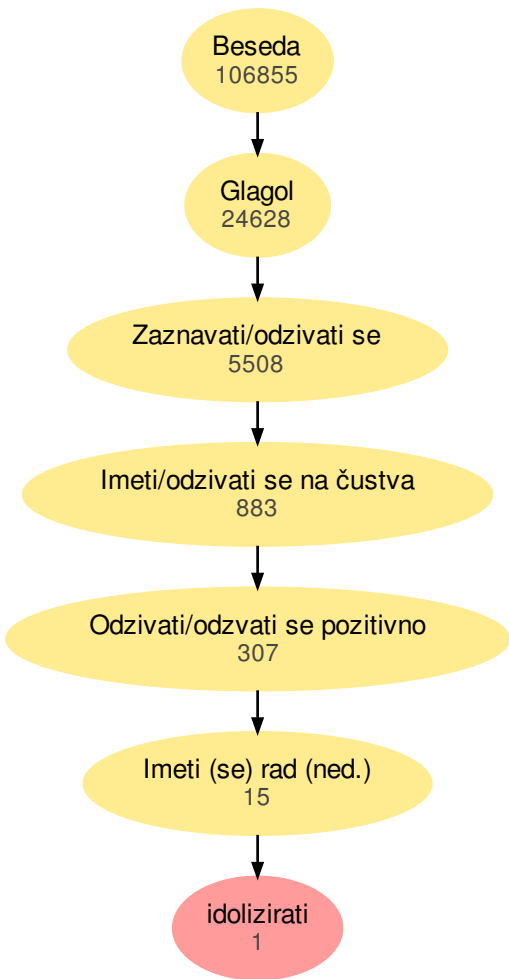 Beseda
106855
Glagol
24628
Zaznavati/odzivati se
5508
Imeti/odzivati se na čustva
883
Odzivati/odzvati se pozitivno
307
Imeti (se) rad (ned.)
15
idolizirati
1